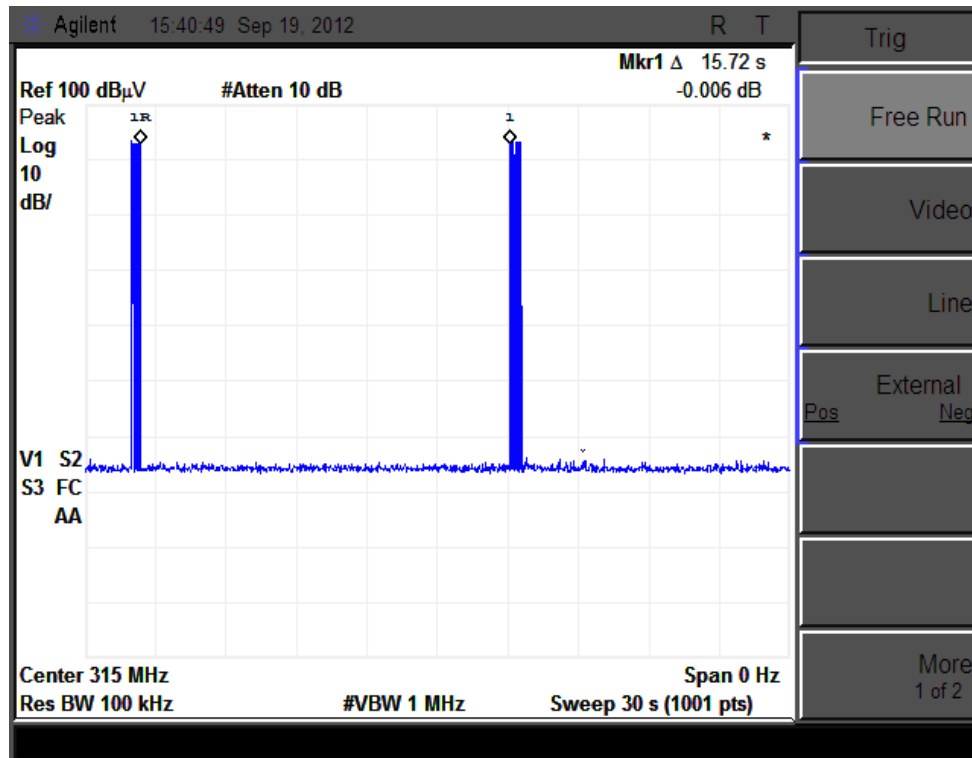 Agilent 15:40:49 Sep 19, 2012 R T
Trig
Mkr1 Δ 15.72 s
Ref 100 dBµV #Atten 10 dB -0.006 dB
Peak
Log
10
dB/
1R 1
*
Free Run
Video
Line
External
Pos Neg
V1 S2
S3 FC
AA
Center 315 MHz Span 0 Hz
Res BW 100 kHz #VBW 1 MHz Sweep 30 s (1001 pts)
More
1 of 2